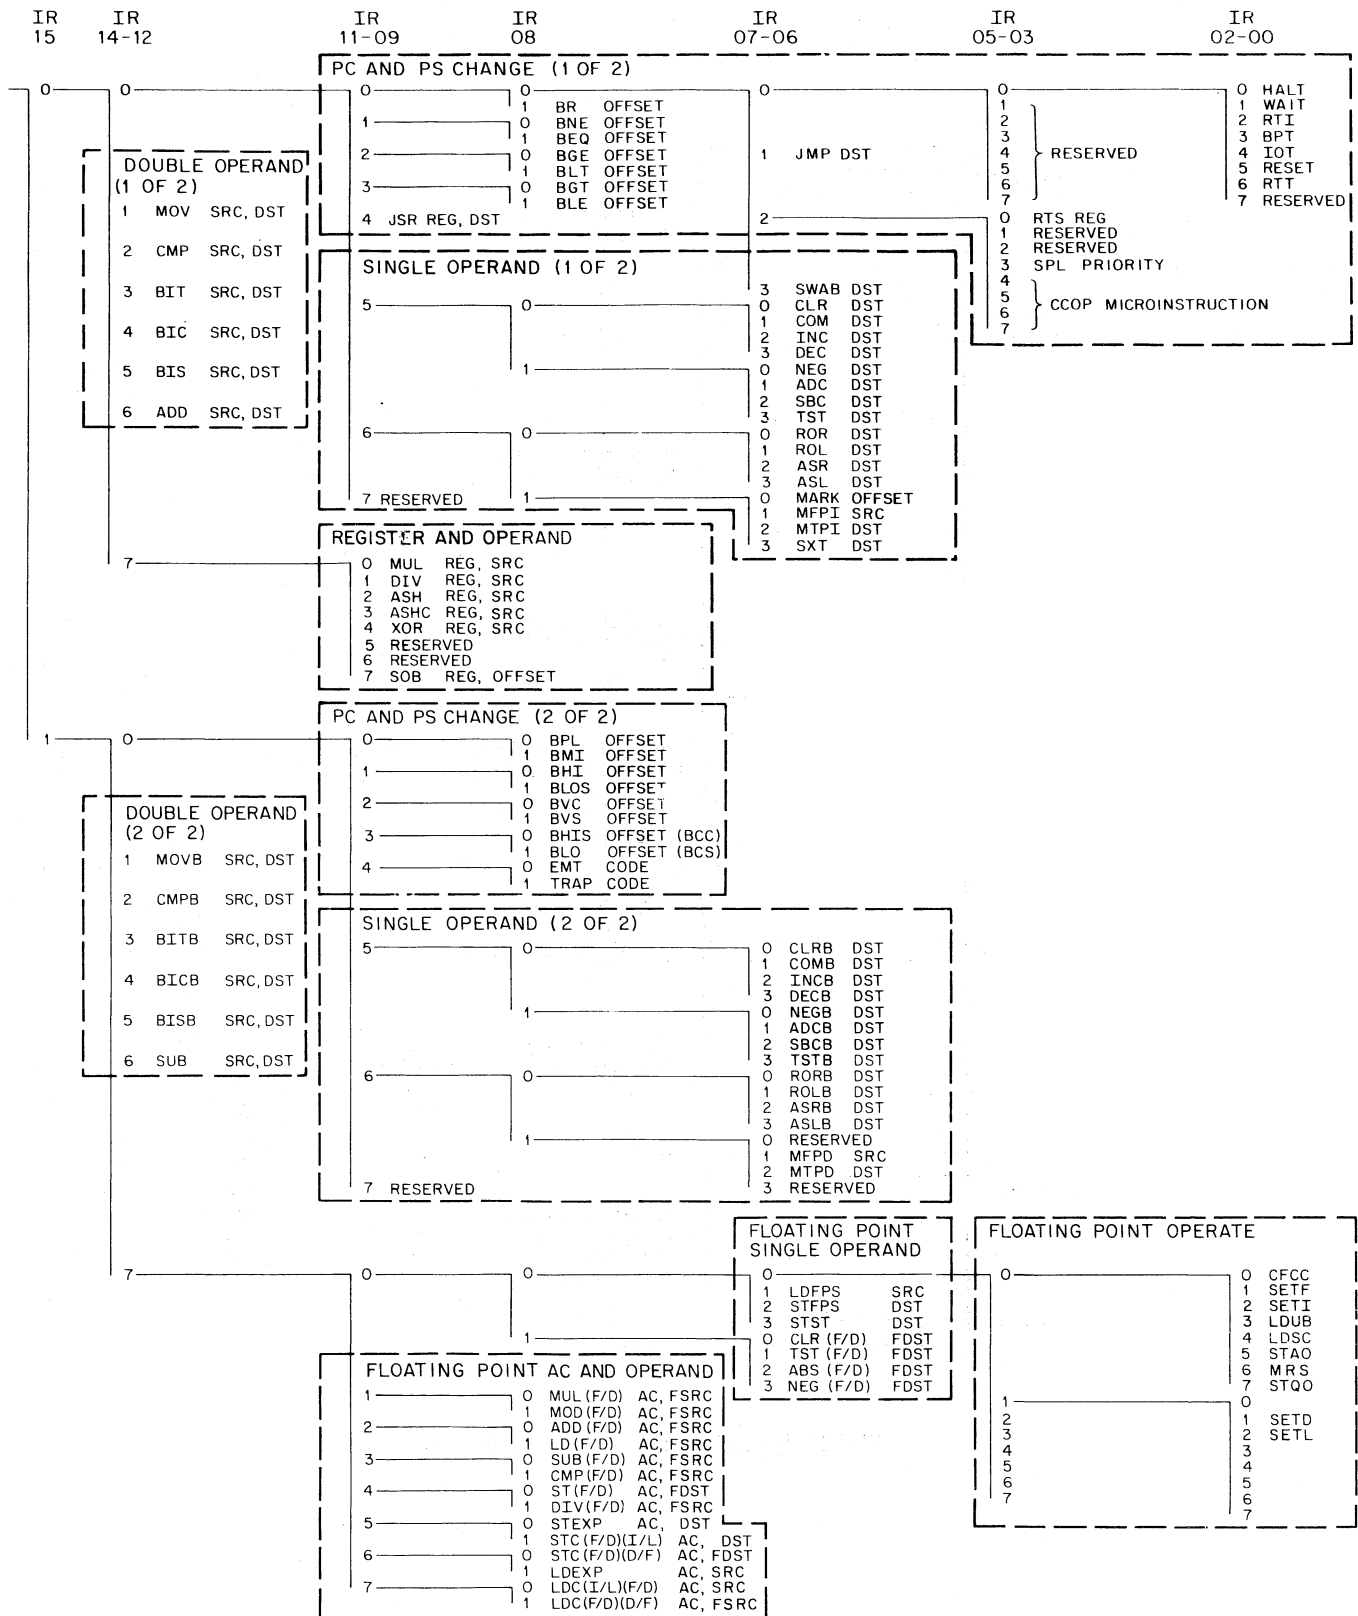 IR 15
IR 14-12
IR 11-09
IR 08
IR 07-06
IR 05-03
IR 02-00
PC AND PS CHANGE (1 OF 2)
0 0 0 0 0 0 0 HALT
1 BR OFFSET
1 0 BNE OFFSET
1 BEQ OFFSET
2 0 BGE OFFSET
1 BLT OFFSET
3 0 BGT OFFSET
1 BLE OFFSET
4 JSR REG, DST
1 JMP DST
1
2
3
4
5
6
7
RESERVED
1 WAIT
2 RTI
3 BPT
4 IOT
5 RESET
6 RTT
7 RESERVED
2 0 RTS REG
1 RESERVED
2 RESERVED
3 SPL PRIORITY
4
5
6
7
CCOP MICROINSTRUCTION
DOUBLE OPERAND
(1 OF 2)
1 MOV SRC, DST
2 CMP SRC, DST
3 BIT SRC, DST
4 BIC SRC, DST
5 BIS SRC, DST
6 ADD SRC, DST
SINGLE OPERAND (1 OF 2)
3 SWAB DST
5 0 0 CLR DST
1 COM DST
2 INC DST
3 DEC DST
1 0 NEG DST
1 ADC DST
2 SBC DST
3 TST DST
6 0 0 ROR DST
1 ROL DST
2 ASR DST
3 ASL DST
7 RESERVED 1 0 MARK OFFSET
1 MFPI SRC
2 MTPI DST
3 SXT DST
REGISTER AND OPERAND
7 0 MUL REG, SRC
1 DIV REG, SRC
2 ASH REG, SRC
3 ASHC REG, SRC
4 XOR REG, SRC
5 RESERVED
6 RESERVED
7 SOB REG, OFFSET
PC AND PS CHANGE (2 OF 2)
1 0 0 0 BPL OFFSET
1 BMI OFFSET
1 0 BHI OFFSET
1 BLOS OFFSET
2 0 BVC OFFSET
1 BVS OFFSET
3 0 BHIS OFFSET (BCC)
1 BLO OFFSET (BCS)
4 0 EMT CODE
1 TRAP CODE
DOUBLE OPERAND
(2 OF 2)
1 MOVB SRC, DST
2 CMPB SRC, DST
3 BITB SRC, DST
4 BICB SRC, DST
5 BISB SRC, DST
6 SUB SRC, DST
SINGLE OPERAND (2 OF 2)
5 0 0 CLRB DST
1 COMB DST
2 INCB DST
3 DECB DST
1 0 NEGB DST
1 ADCB DST
2 SBCB DST
3 TSTB DST
6 0 0 RORB DST
1 ROLB DST
2 ASRB DST
3 ASLB DST
1 0 RESERVED
1 MFPD SRC
2 MTPD DST
7 RESERVED 3 RESERVED
FLOATING POINT
SINGLE OPERAND
7 0 0 0
1 LDFPS SRC
2 STFPS DST
3 STST DST
1 0 CLR (F/D) FDST
1 TST (F/D) FDST
2 ABS (F/D) FDST
3 NEG (F/D) FDST
FLOATING POINT OPERATE
0 0 CFCC
1 SETF
2 SETI
3 LDUB
4 LDSC
5 STAO
6 MRS
7 STQO
1 0
2 1 SETD
3 2 SETL
4 3
5 4
6 5
7 6
7
FLOATING POINT AC AND OPERAND
1 0 MUL (F/D) AC, FSRC
1 MOD (F/D) AC, FSRC
2 0 ADD (F/D) AC, FSRC
1 LD (F/D) AC, FSRC
3 0 SUB (F/D) AC, FSRC
1 CMP (F/D) AC, FSRC
4 0 ST (F/D) AC, FDST
1 DIV (F/D) AC, FSRC
5 0 STEXP AC, DST
1 STC (F/D)(I/L) AC, DST
6 0 STC (F/D)(D/F) AC, FDST
1 LDEXP AC, SRC
7 0 LDC (I/L)(F/D) AC, SRC
1 LDC (F/D)(D/F) AC, FSRC